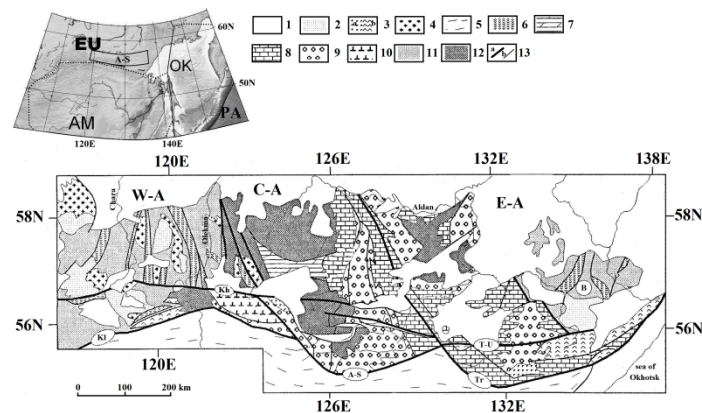 60N
EU
A-S
OK
50N
PA
AM
120E
140E
1 2 3 4 5 6 7
8 9 10 11 12 13
a b
120E 126E 132E 138E
Chara
W-A
C-A
Aldan
E-A
58N
Olekma
58N
Kh
B
56N
56N
Kl
T-U
A-S
Tr
sea of
Okhotsk
120E
0 100 200 km
126E
132E